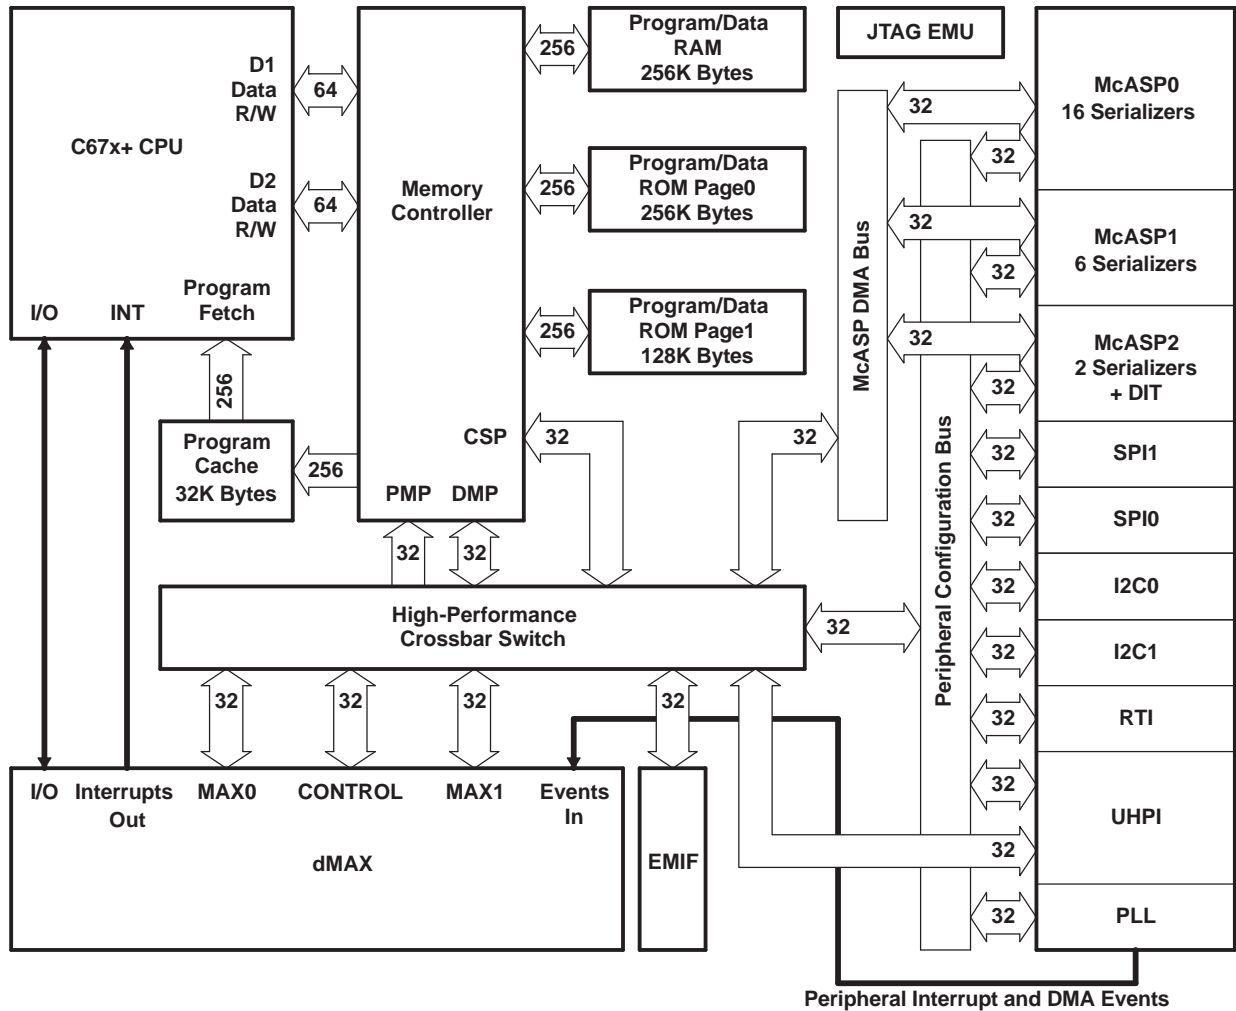 D1
Data
R/W
64
C67x+ CPU
D2
Data
R/W
64
I/O
INT
Program
Fetch
256
Program
Cache
32K Bytes
256
Memory
Controller
CSP
PMP
DMP
256
Program/Data
RAM
256K Bytes
256
Program/Data
ROM Page0
256K Bytes
256
Program/Data
ROM Page1
128K Bytes
32
32
32
32
High-Performance
Crossbar Switch
32
32
32
32
32
I/O
Interrupts
Out
MAX0
CONTROL
MAX1
Events
In
dMAX
EMIF
JTAG EMU
McASP DMA Bus
Peripheral Configuration Bus
32
McASP0
16 Serializers
32
32
McASP1
6 Serializers
32
32
McASP2
2 Serializers
+ DIT
32
32
SPI1
32
SPI0
32
I2C0
32
I2C1
32
RTI
32
UHPI
32
32
PLL
Peripheral Interrupt and DMA Events